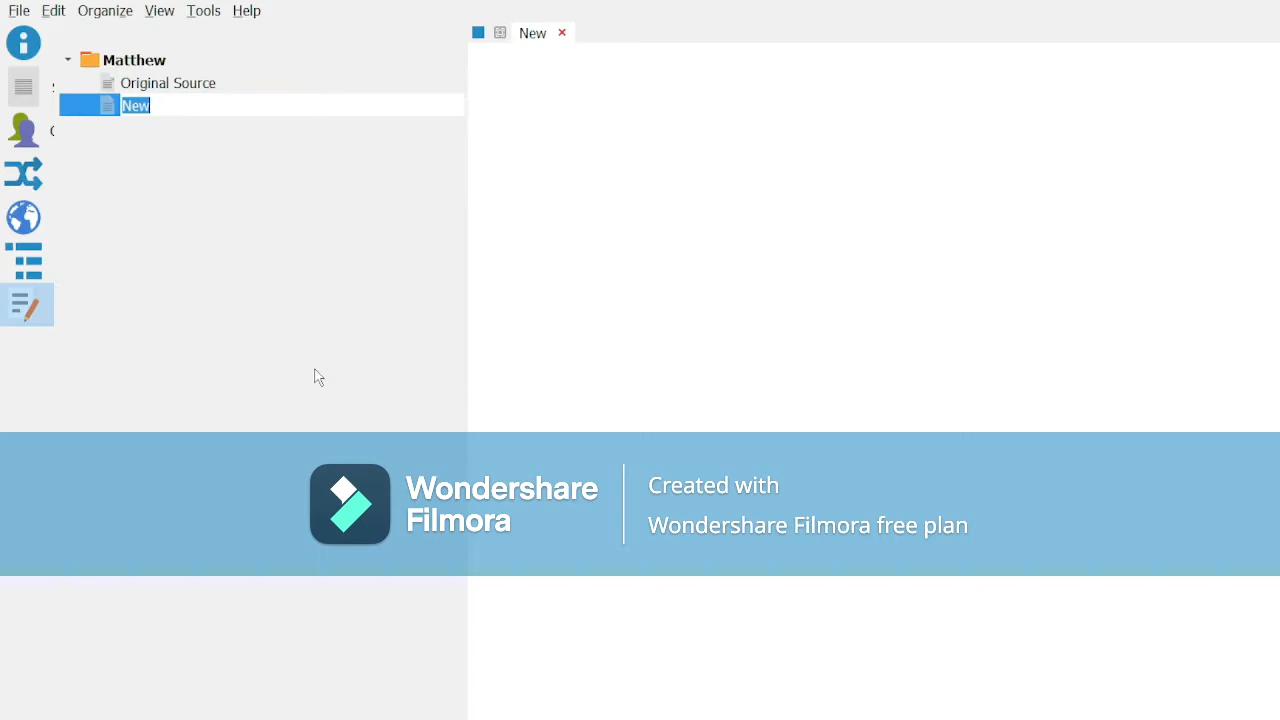 File Edit Organize View Tools Help
New
Matthew
Original Source
New
Wondershare
Filmora
Created with
Wondershare Filmora free plan